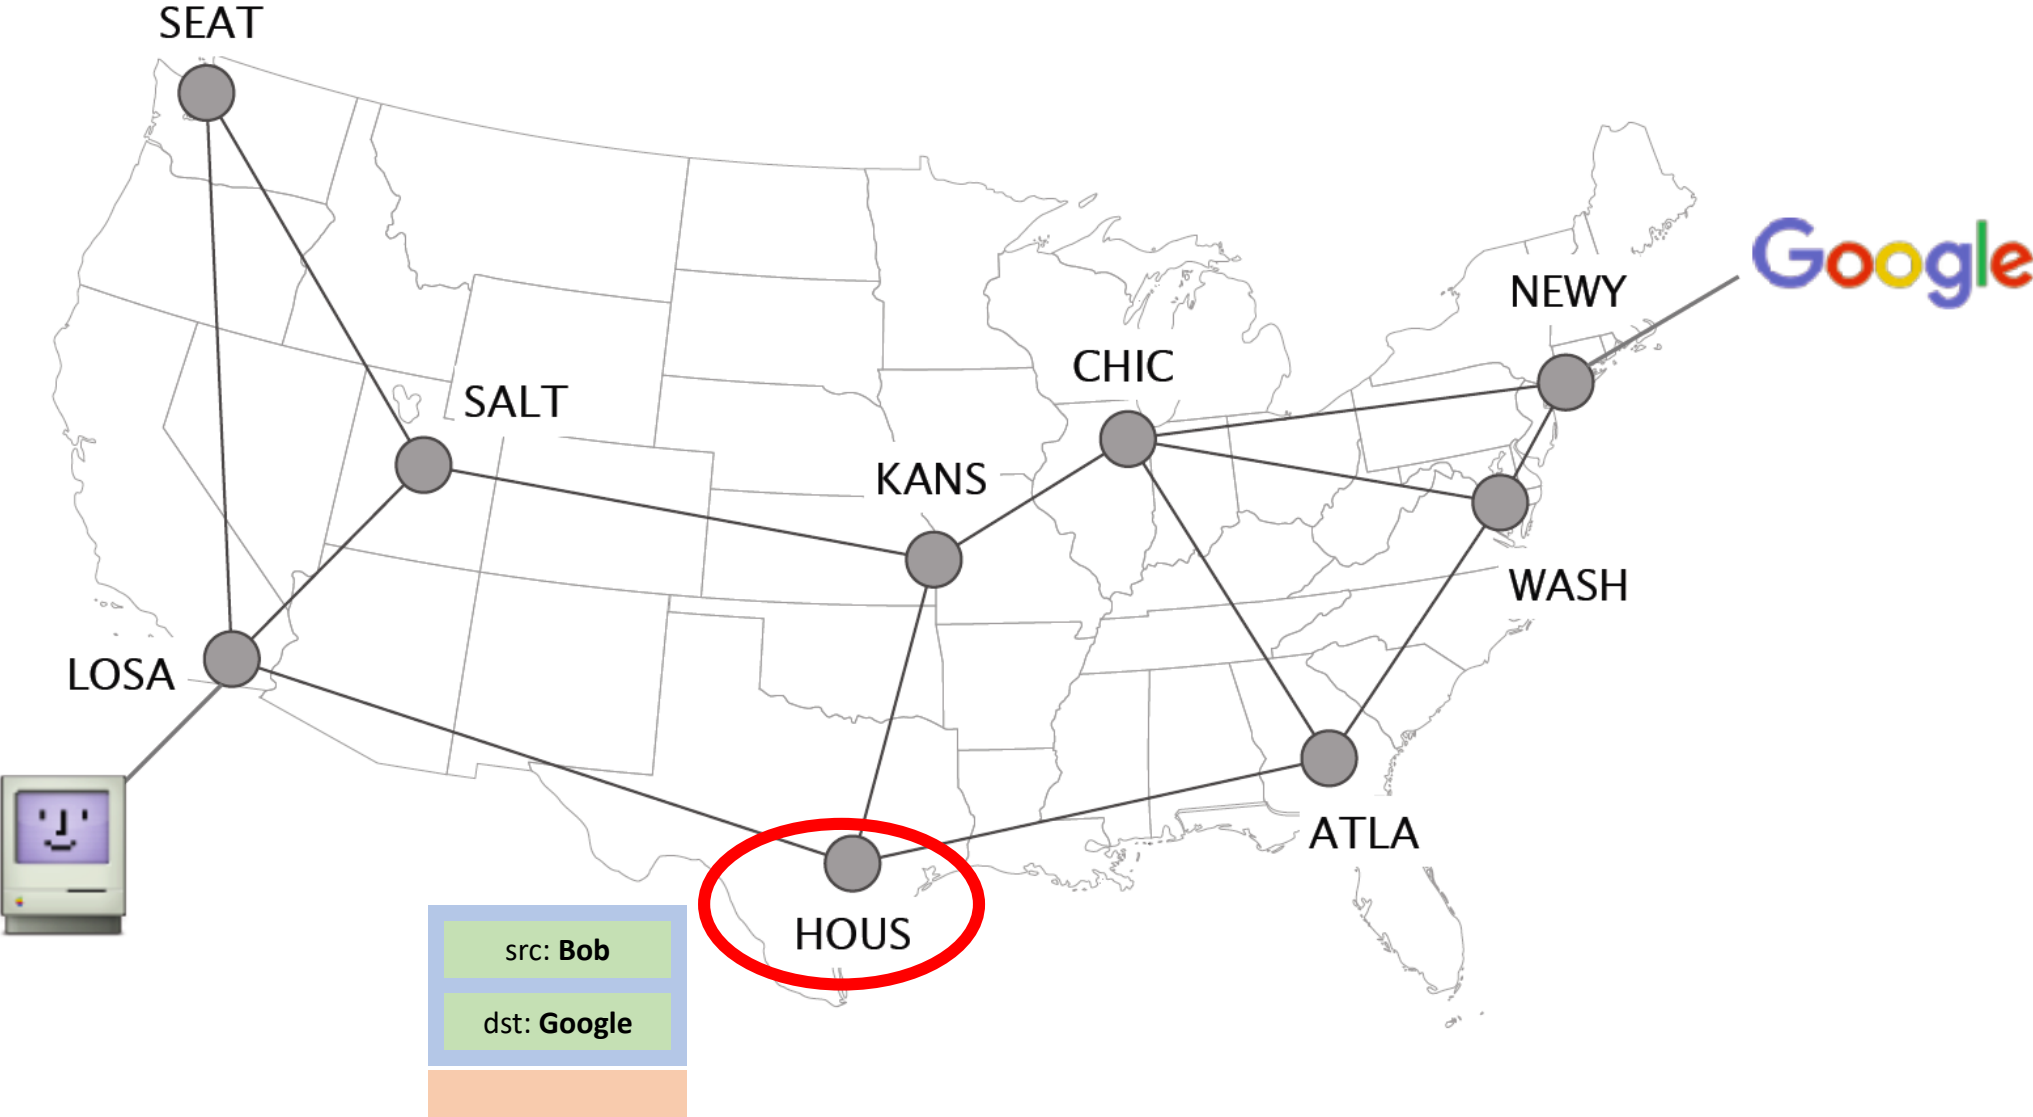 SEAT
Google
NEWY
CHIC
SALT
KANS
WASH
LOSA
ATLA
HOUS
src: Bob
dst: Google